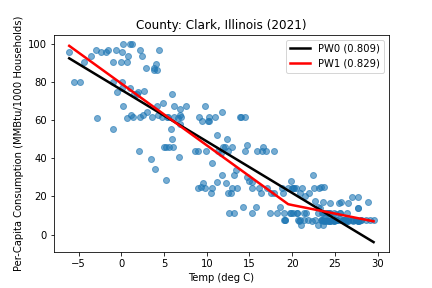 County: Clark, Illinois (2021)
Per-Capita Consumption (MMBtu/1000 Households)
100
80
60
40
20
0
PW0 (0.809)
PW1 (0.829)
−5
0
5
10
15
20
25
30
Temp (deg C)